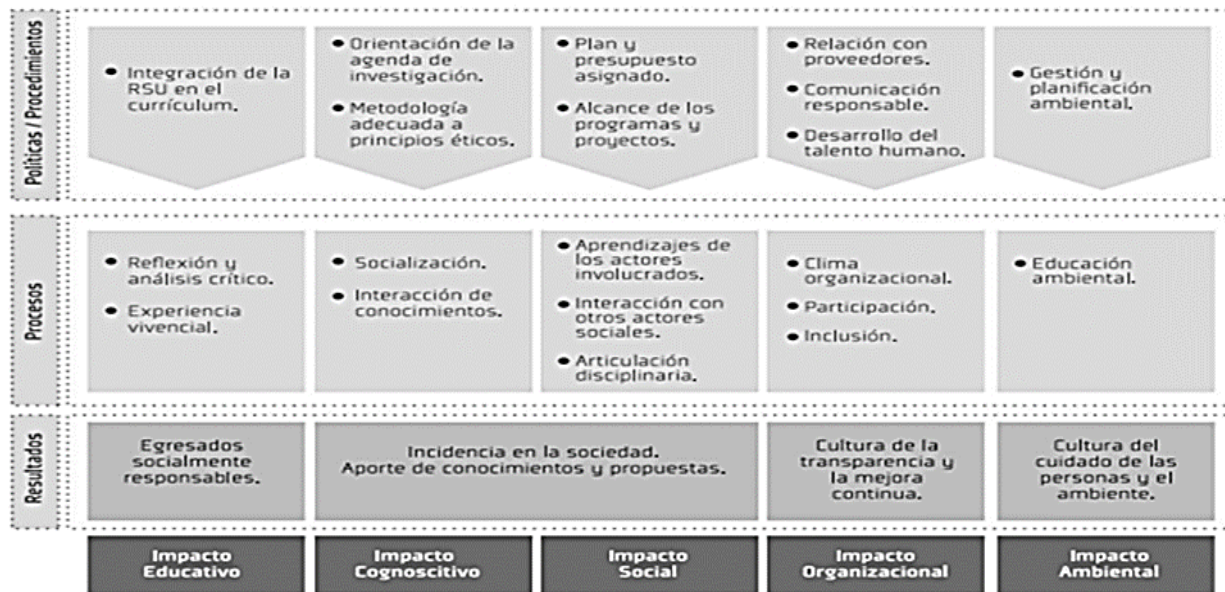 Políticas / Procedimientos
● Integración de la
RSU en el
currículum.
● Orientación de la
agenda de
investigación.
● Metodología
adecuada a
principios éticos.
● Plan y
presupuesto
asignado.
● Alcance de los
programas y
proyectos.
● Relación con
proveedores.
● Comunicación
responsable.
● Desarrollo del
talento humano.
● Gestión y
planificación
ambiental.
Procesos
● Reflexión y
análisis crítico.
● Experiencia
vivencial.
● Socialización.
● Interacción de
conocimientos.
● Aprendizajes de
los actores
involucrados.
● Interacción con
otros actores
sociales.
● Articulación
disciplinaria.
● Clima
organizacional.
● Participación.
● Inclusión.
● Educación
ambiental.
Resultados
Egresados
socialmente
responsables.
Incidencia en la sociedad.
Aporte de conocimientos y propuestas.
Cultura de la
transparencia y
la mejora
continua.
Cultura del
cuidado de las
personas y el
ambiente.
Impacto
Educativo
Impacto
Cognoscitivo
Impacto
Social
Impacto
Organizacional
Impacto
Ambiental